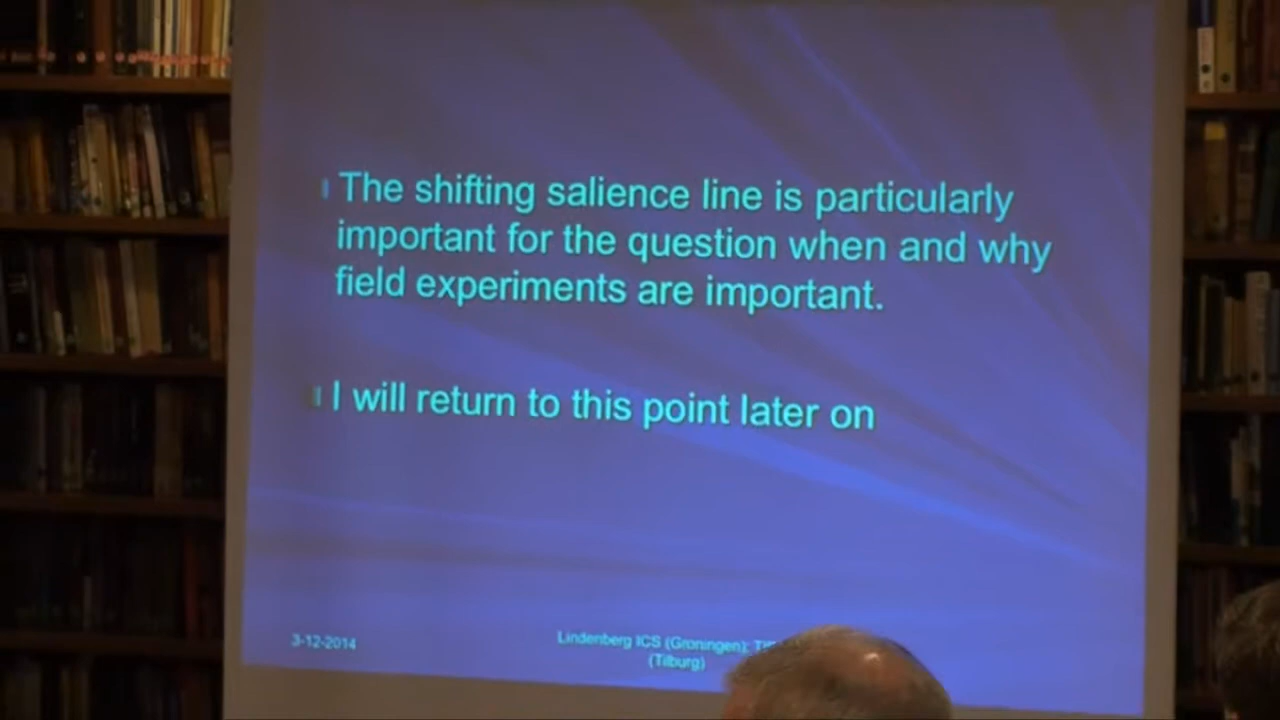 The shifting salience line is particularly
important for the question when and why
field experiments are important.
I will return to this point later on
3-12-2014
Lindenberg ICS (Groningen);
(Tilburg)